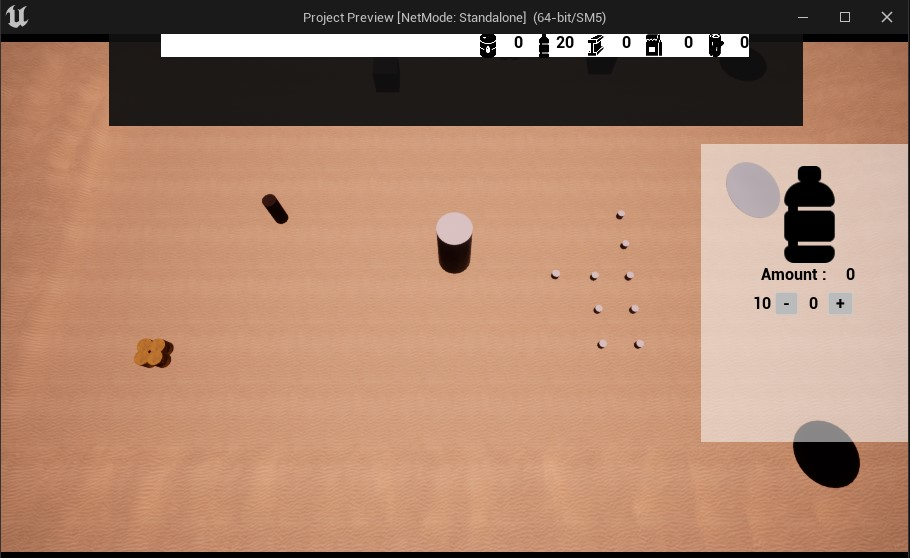 Project Preview [NetMode: Standalone] (64-bit/SM5)
0 20 0 0 0
Amount : 0
10 - 0 +